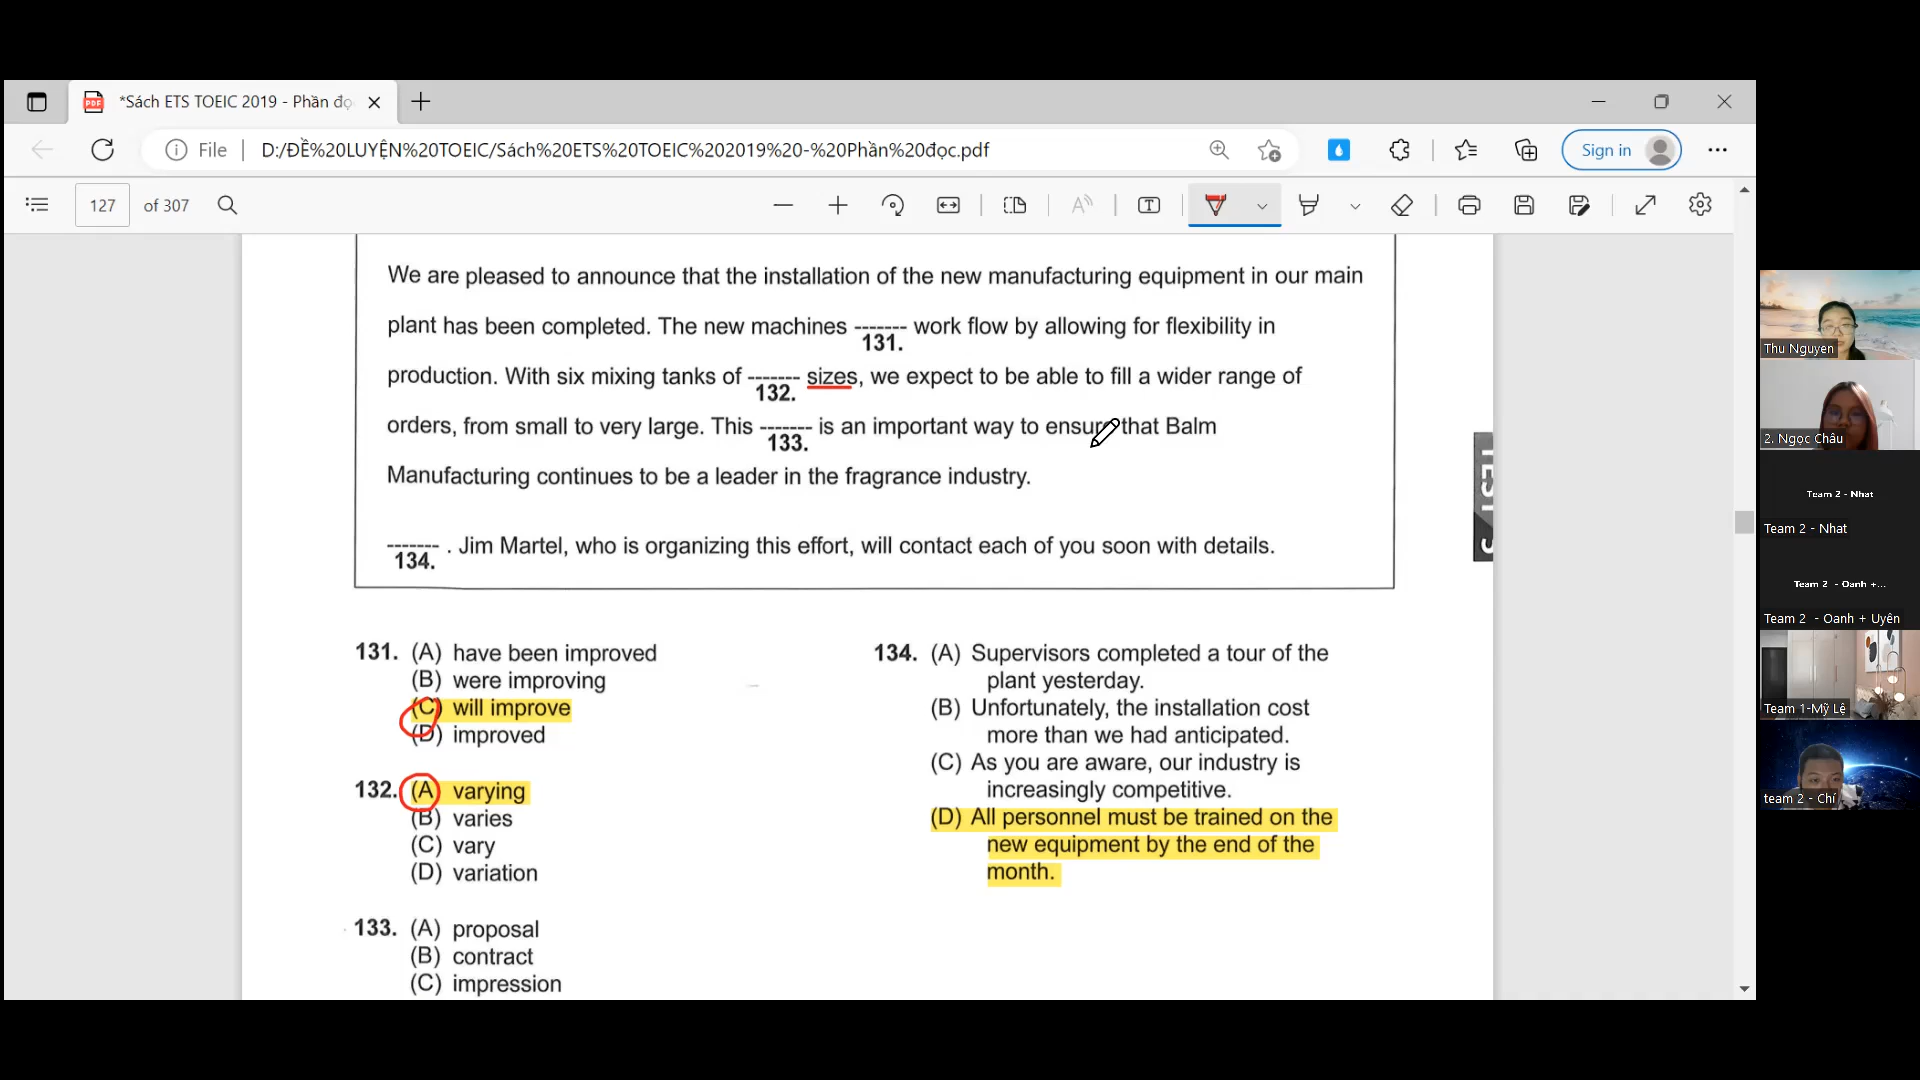 *Sách ETS TOEIC 2019 - Phần đọ
File
D:/ĐỀ%20LUYỆN%20TOEIC/Sách%20ETS%20TOEIC%202019%20-%20Phần%20đọc.pdf
Sign in
127 of 307
We are pleased to announce that the installation of the new manufacturing equipment in our main
plant has been completed. The new machines ------- work flow by allowing for flexibility in
131.
production. With six mixing tanks of ------- sizes, we expect to be able to fill a wider range of
132.
orders, from small to very large. This ------- is an important way to ensure that Balm
133.
Manufacturing continues to be a leader in the fragrance industry.
------- . Jim Martel, who is organizing this effort, will contact each of you soon with details.
134.
131. (A) have been improved
(B) were improving
(C) will improve
(D) improved
132. (A) varying
(B) varies
(C) vary
(D) variation
133. (A) proposal
(B) contract
(C) impression
134. (A) Supervisors completed a tour of the
plant yesterday.
(B) Unfortunately, the installation cost
more than we had anticipated.
(C) As you are aware, our industry is
increasingly competitive.
(D) All personnel must be trained on the
new equipment by the end of the
month.
Thu Nguyen
2. Ngọc Châu
Team 2 - Nhat
Team 2 - Nhat
Team 2 - Oanh +...
Team 2 - Oanh + Uyên
Team 1-Mỹ Lệ
team 2 - Chí